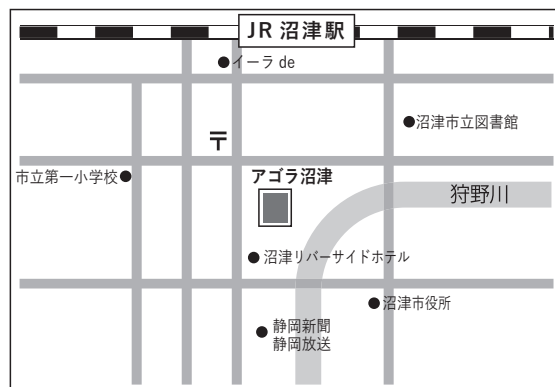 JR 沼津駅
イーラ de
沼津市立図書館
〒
市立第一小学校
アゴラ沼津
狩野川
沼津リバーサイドホテル
沼津市役所
静岡新聞
静岡放送